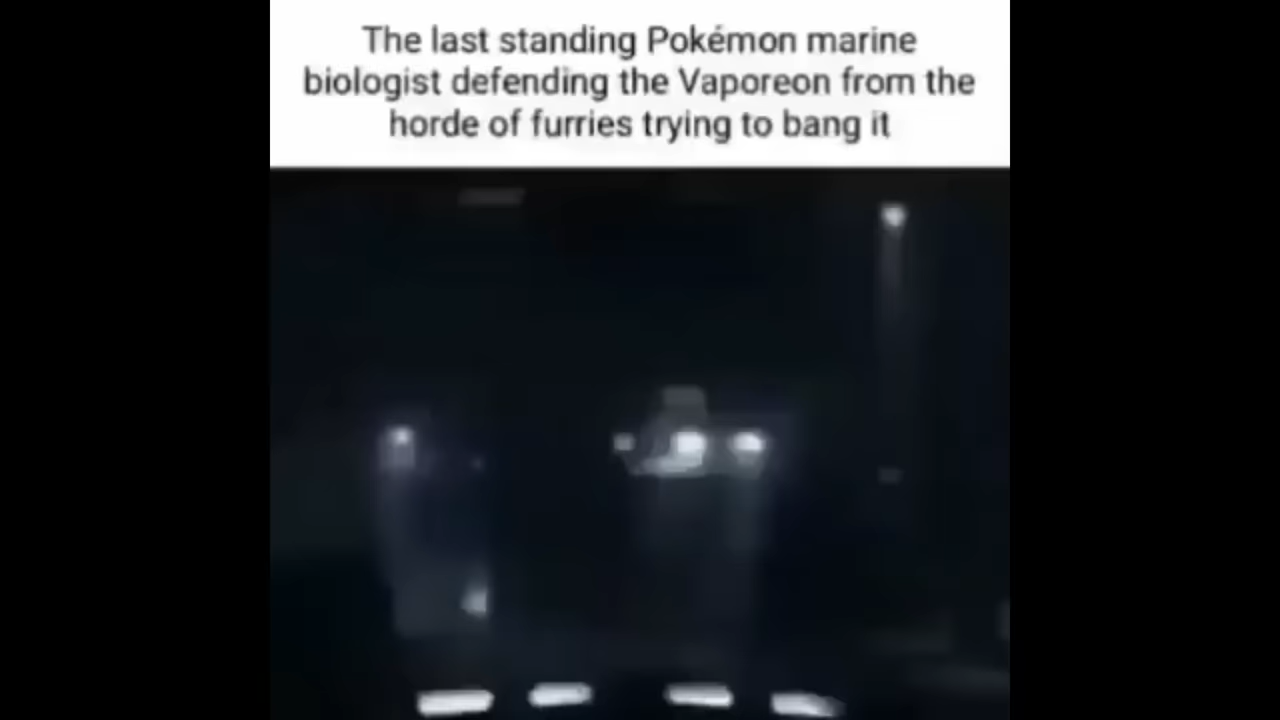 The last standing Pokémon marine
biologist defending the Vaporeon from the
horde of furries trying to bang it